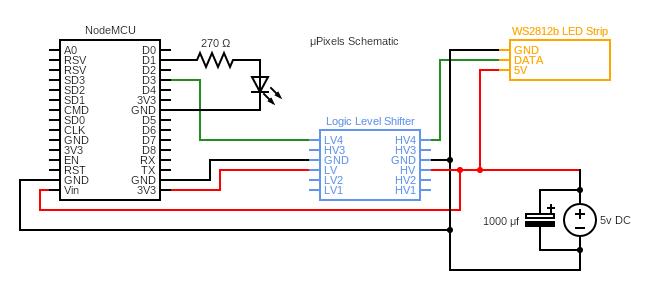 NodeMCU
A0
RSV
RSV
SD3
SD2
SD1
CMD
SD0
CLK
GND
3V3
EN
RST
GND
Vin
D0
D1
D2
D3
D4
3V3
GND
D5
D6
D7
D8
RX
TX
GND
3V3
270 Ω
µPixels Schematic
Logic Level Shifter
LV4
HV3
GND
LV
LV2
LV1
HV4
HV3
GND
HV
HV2
HV1
WS2812b LED Strip
GND
DATA
5V
1000 µf
5v DC